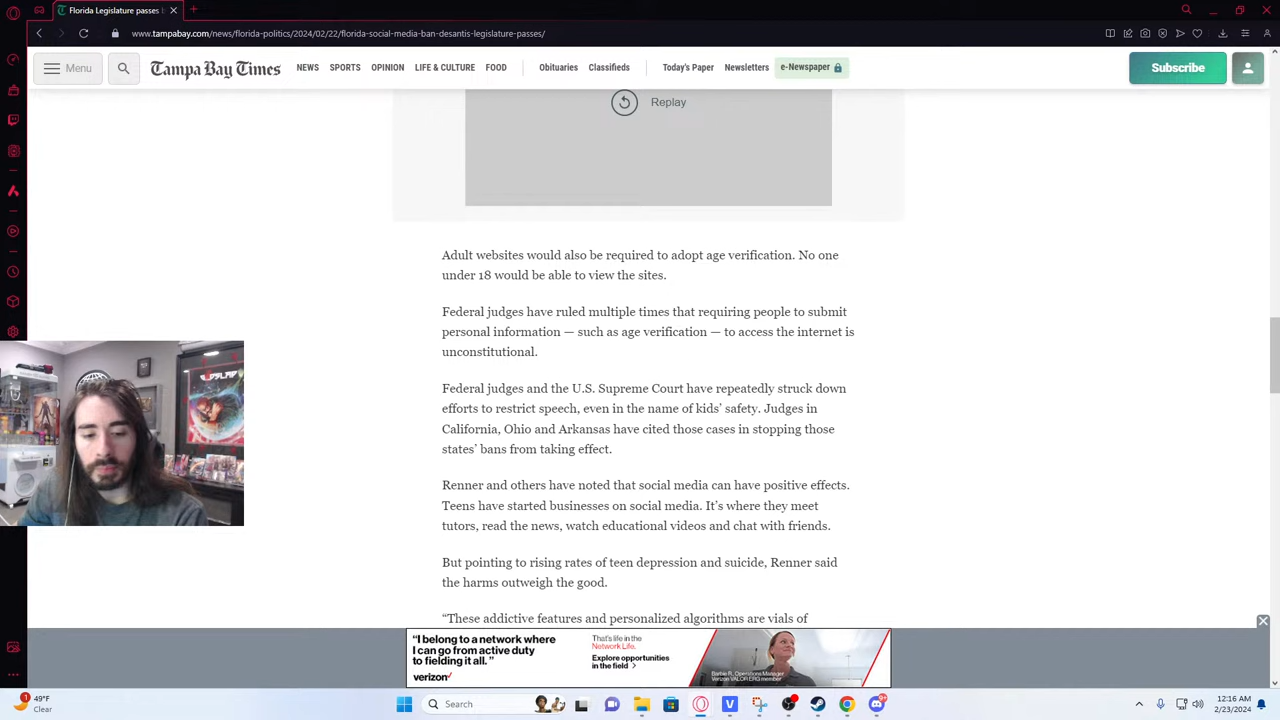 Florida Legislature passes b
www.tampabay.com/news/florida-politics/2024/02/22/florida-social-media-ban-desantis-legislature-passes/
Menu
Tampa Bay Times
NEWS SPORTS OPINION LIFE & CULTURE FOOD Obituaries Classifieds Today's Paper Newsletters e-Newspaper
Subscribe
Replay
Adult websites would also be required to adopt age verification. No one
under 18 would be able to view the sites.
Federal judges have ruled multiple times that requiring people to submit
personal information — such as age verification — to access the internet is
unconstitutional.
Federal judges and the U.S. Supreme Court have repeatedly struck down
efforts to restrict speech, even in the name of kids' safety. Judges in
California, Ohio and Arkansas have cited those cases in stopping those
states' bans from taking effect.
Renner and others have noted that social media can have positive effects.
Teens have started businesses on social media. It's where they meet
tutors, read the news, watch educational videos and chat with friends.
But pointing to rising rates of teen depression and suicide, Renner said
the harms outweigh the good.
“These addictive features and personalized algorithms are vials of
“I belong to a network where
I can go from active duty
to fielding it all.”
verizon
That's life in the
Network Life.
Explore opportunities
in the field >
Barbie R, Operations Manager
Verizon VALOR ERG member
49°F
Clear
Search
12:16 AM
2/23/2024